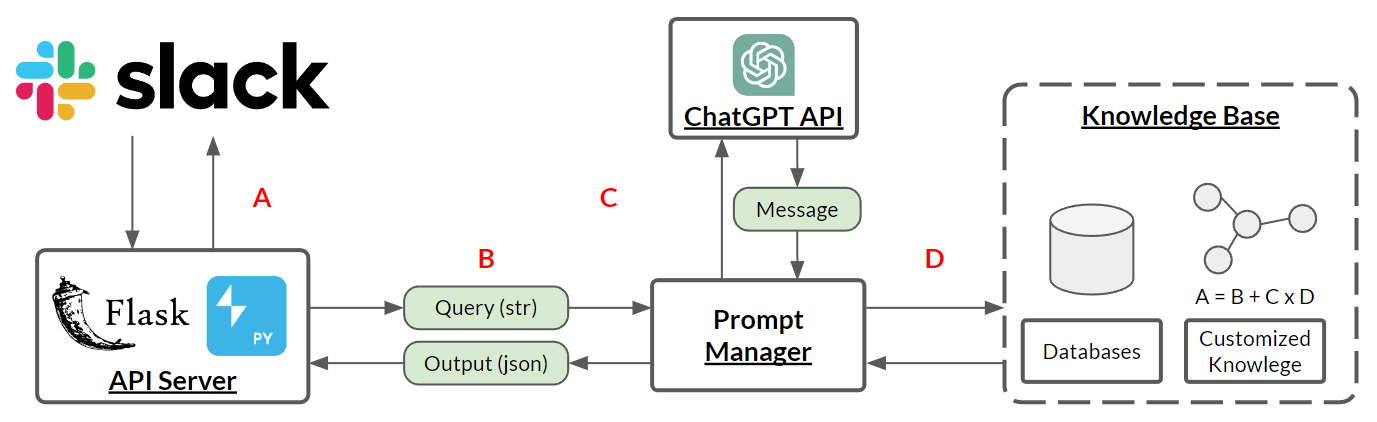 slack
ChatGPT API
Knowledge Base
A
C
Message
B
D
Flask
PY
API Server
Query (str)
Output (json)
Prompt
Manager
A = B + C x D
Databases
Customized
Knowlege